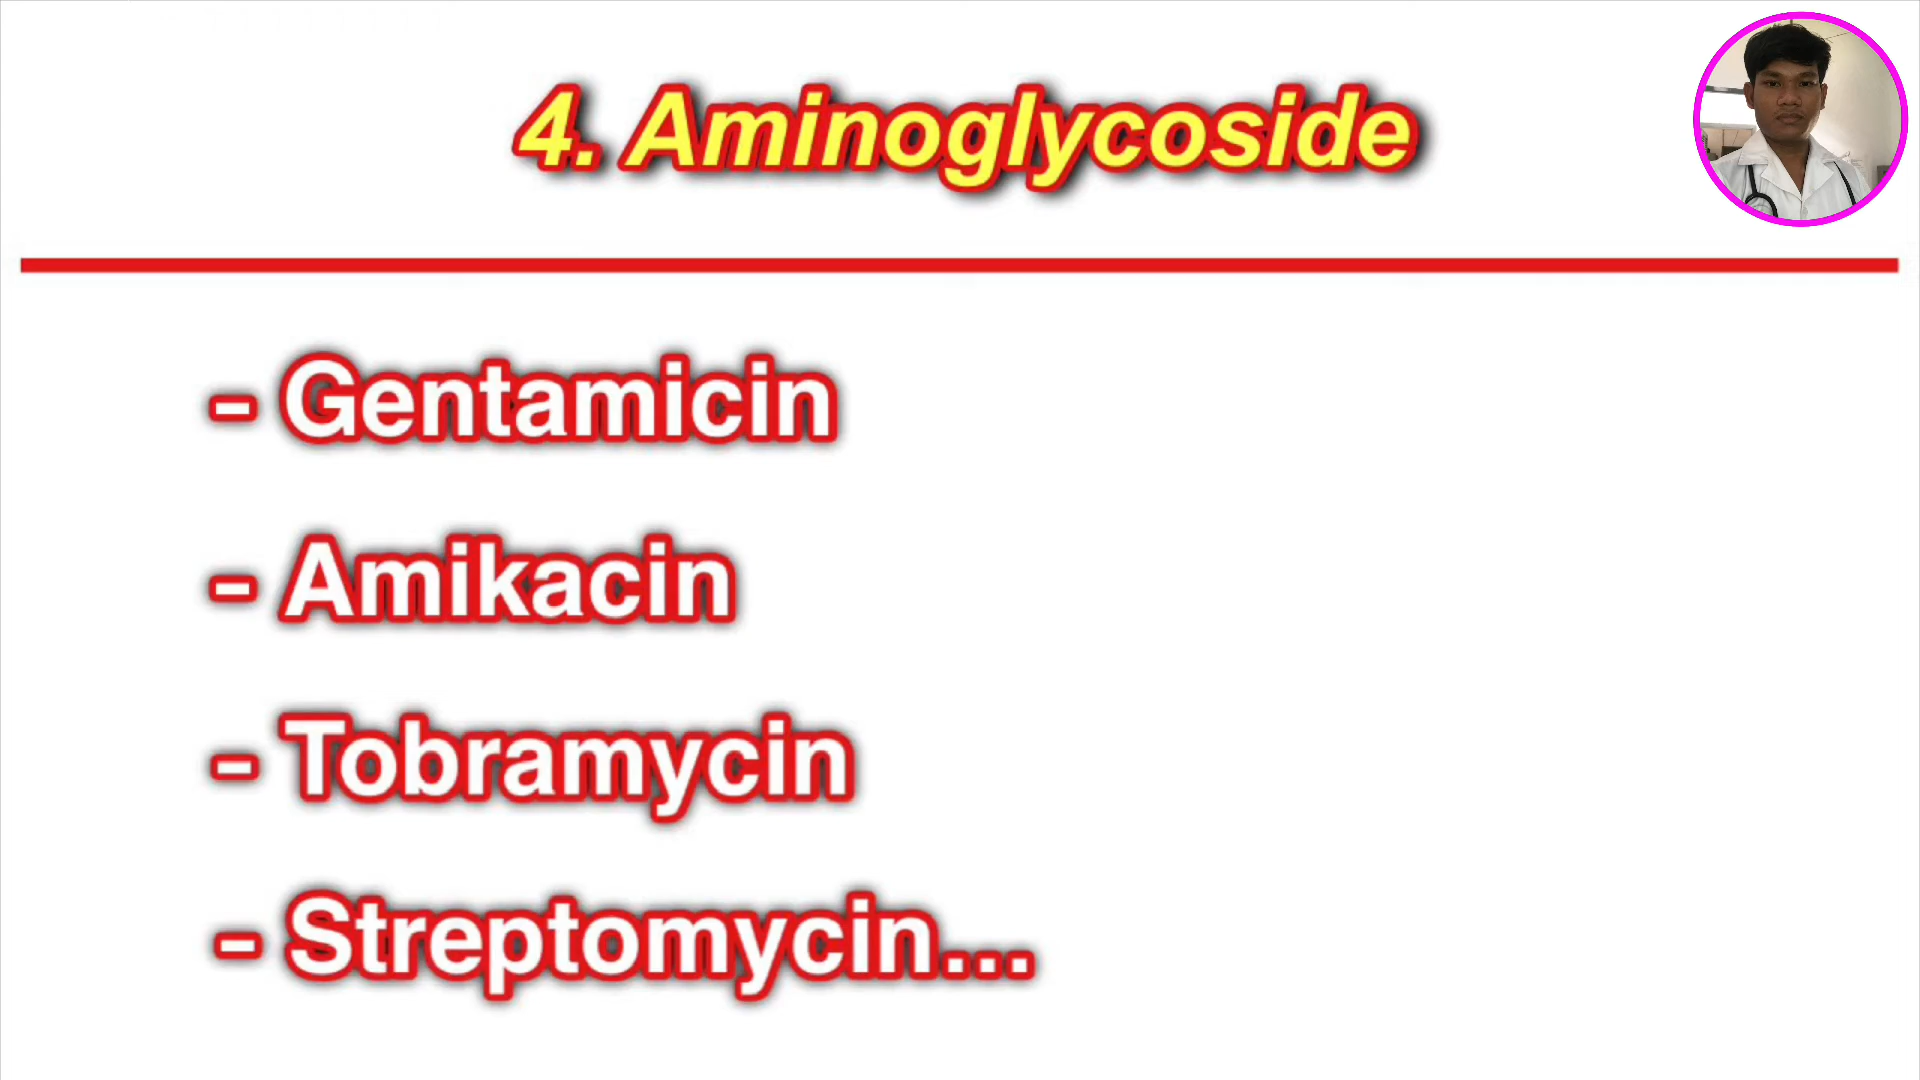 4. Aminoglycoside
- Gentamicin
- Amikacin
- Tobramycin
- Streptomycin...